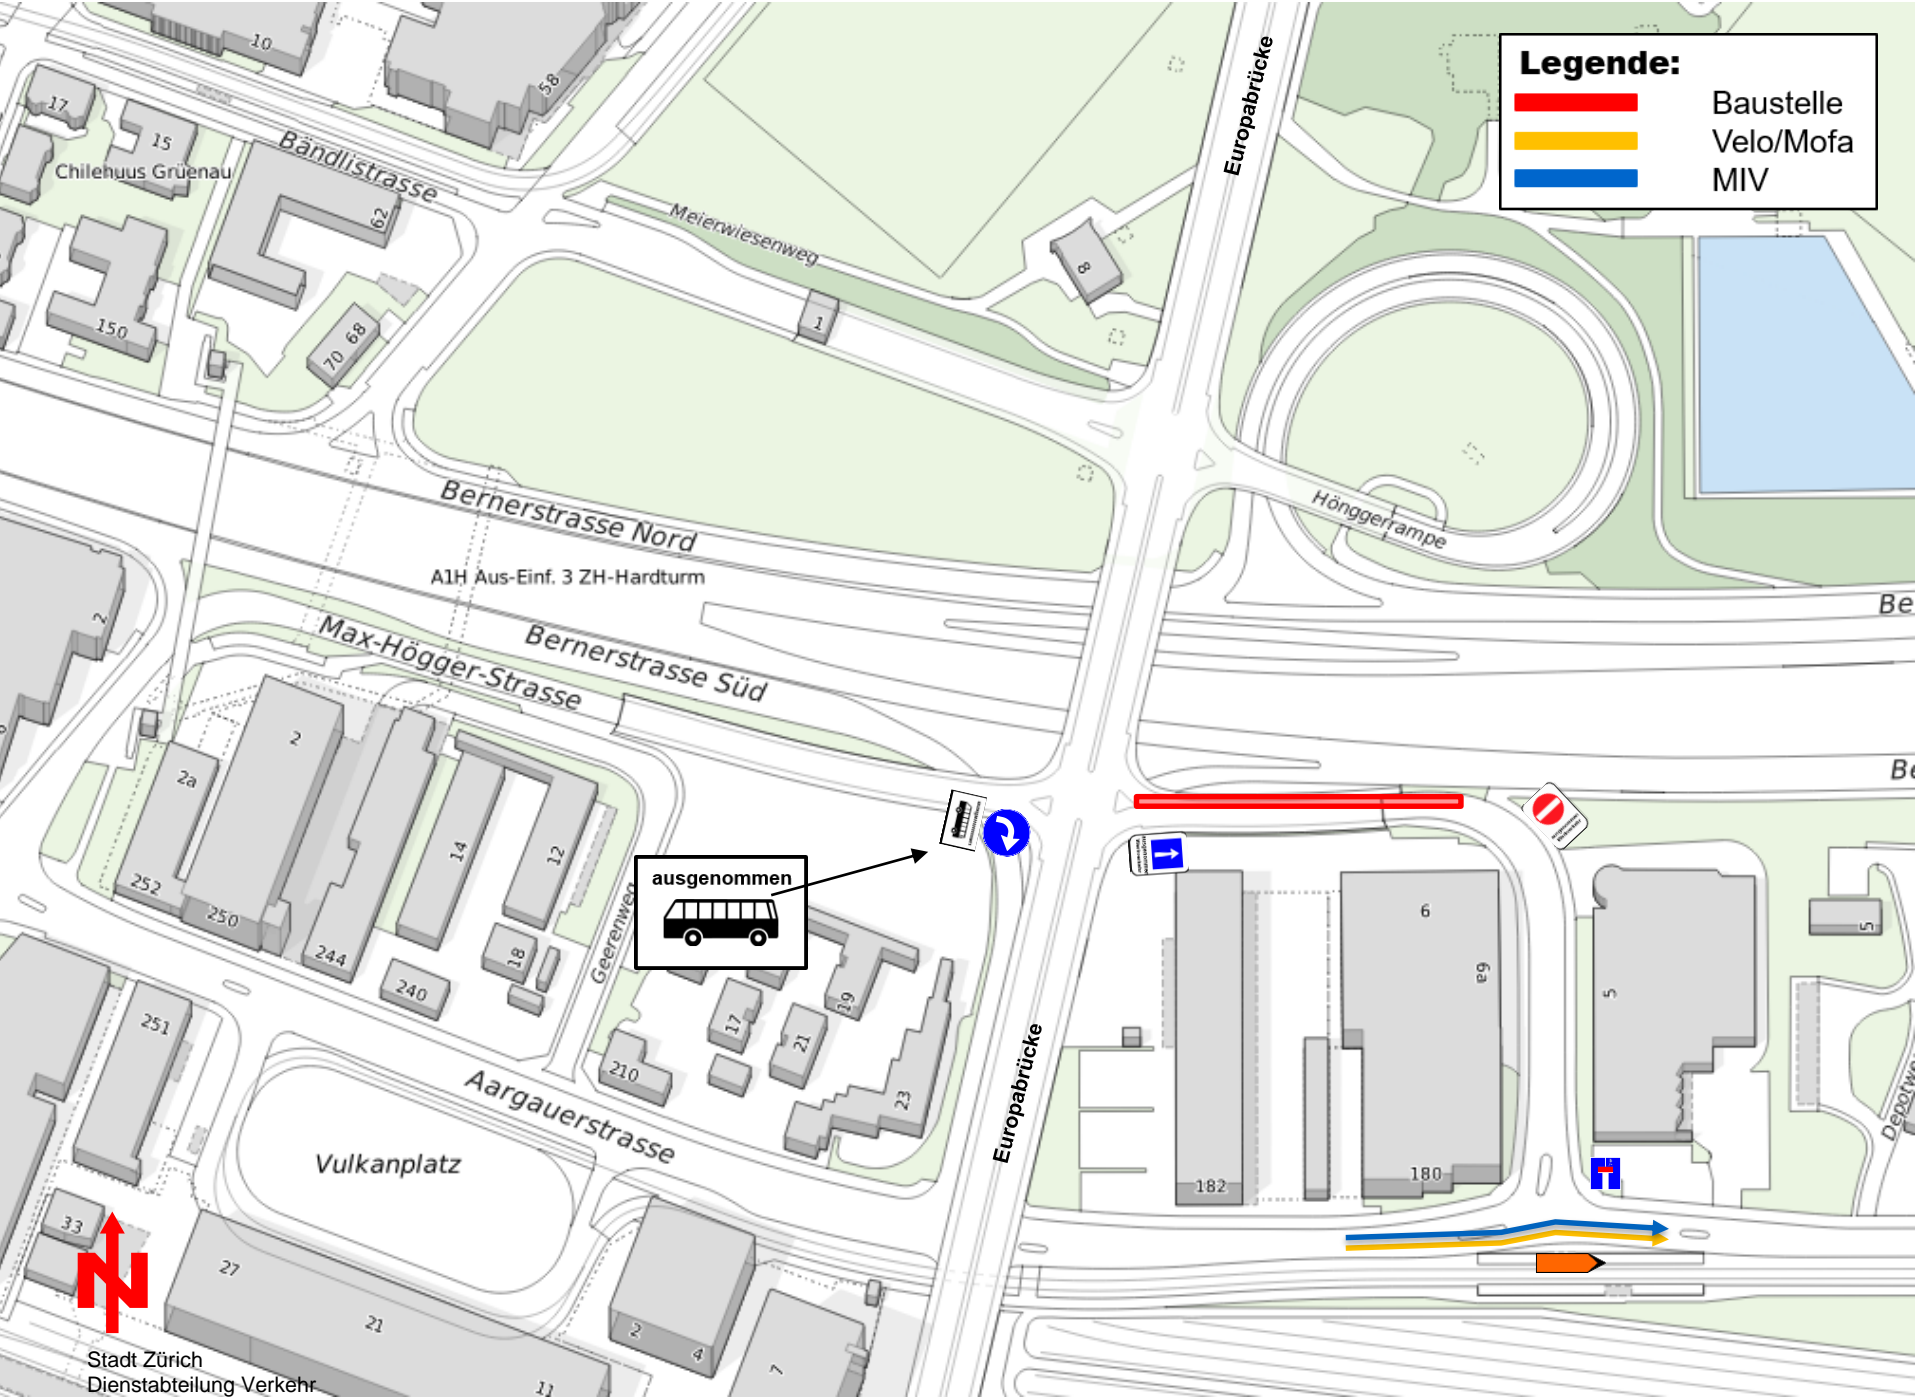 Legende:
Baustelle
Velo/Mofa
MIV
10
58
17
15
Chilehuus Grüenau
Bändlistrasse
62
150
70 68
Meierwiesenweg
1
8
Europabrücke
Hönggerrampe
Bernerstrasse Nord
A1H Aus-Einf. 3 ZH-Hardturm
Bernerstrasse Süd
Max-Högger-Strasse
Be
Be
2
2
2a
14
12
252
250
244
240
18
Geerenweg
ausgenommen
17
19
21
23
210
251
Aargauerstrasse
Vulkanplatz
Europabrücke
6
6a
5
5
182
180
Depotwe
33
27
21
11
2
4
7
N
Stadt Zürich
Dienstabteilung Verkehr